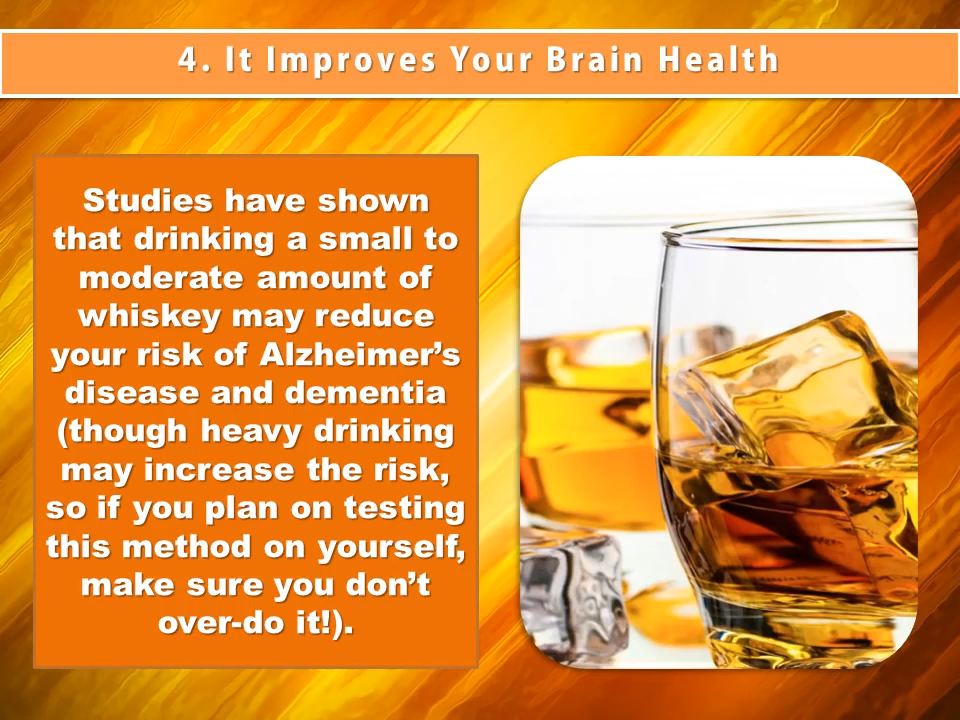 4. It Improves Your Brain Health
Studies have shown
that drinking a small to
moderate amount of
whiskey may reduce
your risk of Alzheimer’s
disease and dementia
(though heavy drinking
may increase the risk,
so if you plan on testing
this method on yourself,
make sure you don’t
over-do it!).